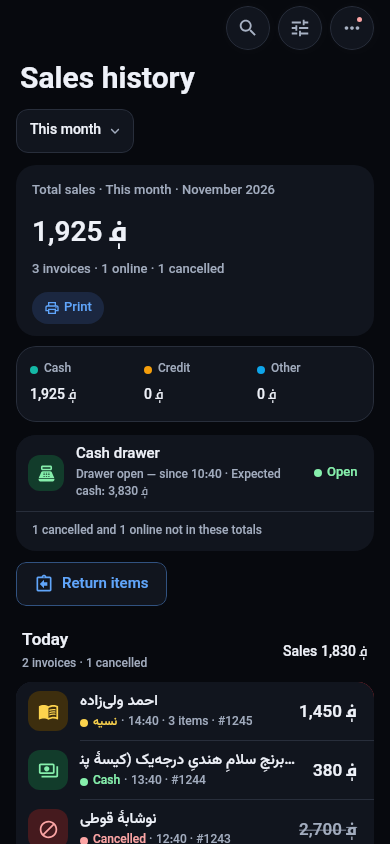 Sales history
This month
Total sales · This month · November 2026
1,925 ؋
3 invoices · 1 online · 1 cancelled
Print
Cash
1,925 ؋
Credit
0 ؋
Other
0 ؋
Cash drawer
Drawer open — since 10:40 · Expected
cash: 3,830 ؋
Open
1 cancelled and 1 online not in these totals
Return items
Today
2 invoices · 1 cancelled
Sales 1,830 ؋
احمد ولی‌زاده
نسیه · 14:40 · 3 items · #1245
1,450 ؋
برنجِ سلامِ هندیِ درجه‌یک (کیسهٔ پن…
Cash · 13:40 · #1244
380 ؋
نوشابهٔ قوطی
Cancelled · 12:40 · #1243
2,700 ؋